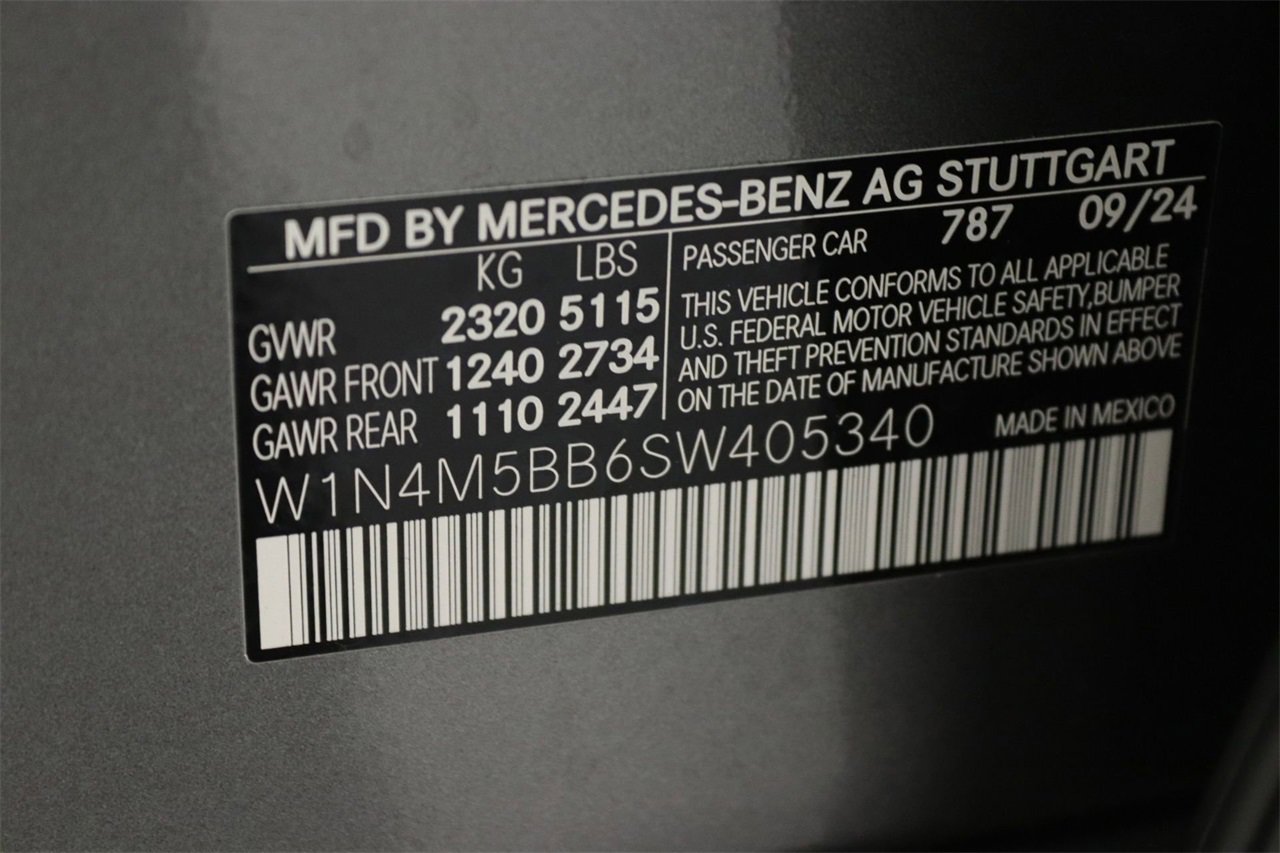 MFD BY MERCEDES-BENZ AG STUTTGART
KG LBS
GVWR 2320 5115
GAWR FRONT 1240 2734
GAWR REAR 1110 2447
PASSENGER CAR 787 09/24
THIS VEHICLE CONFORMS TO ALL APPLICABLE
U.S. FEDERAL MOTOR VEHICLE SAFETY,BUMPER
AND THEFT PREVENTION STANDARDS IN EFFECT
ON THE DATE OF MANUFACTURE SHOWN ABOVE
W1N4M5BB6SW405340
MADE IN MEXICO